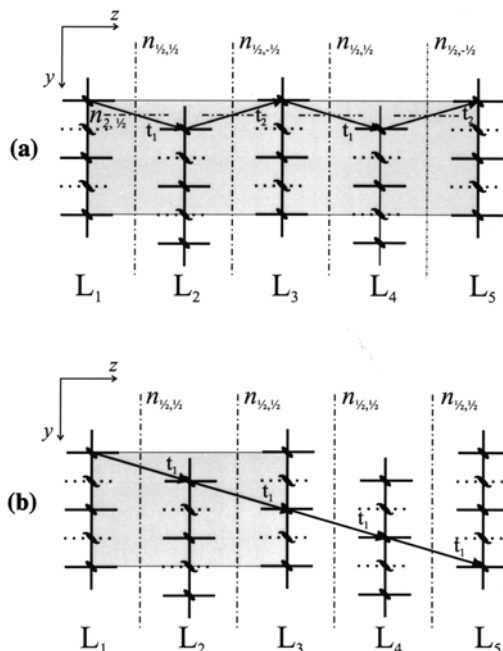 z
n½,½ n½,-½ n½,½ n½,-½
y
n½,½
t₁ t₂ t₁ t₂
(a)
L₁ L₂ L₃ L₄ L₅
z
n½,½ n½,½ n½,½ n½,½
y
t₁
(b)
t₁
t₁
t₁
L₁ L₂ L₃ L₄ L₅